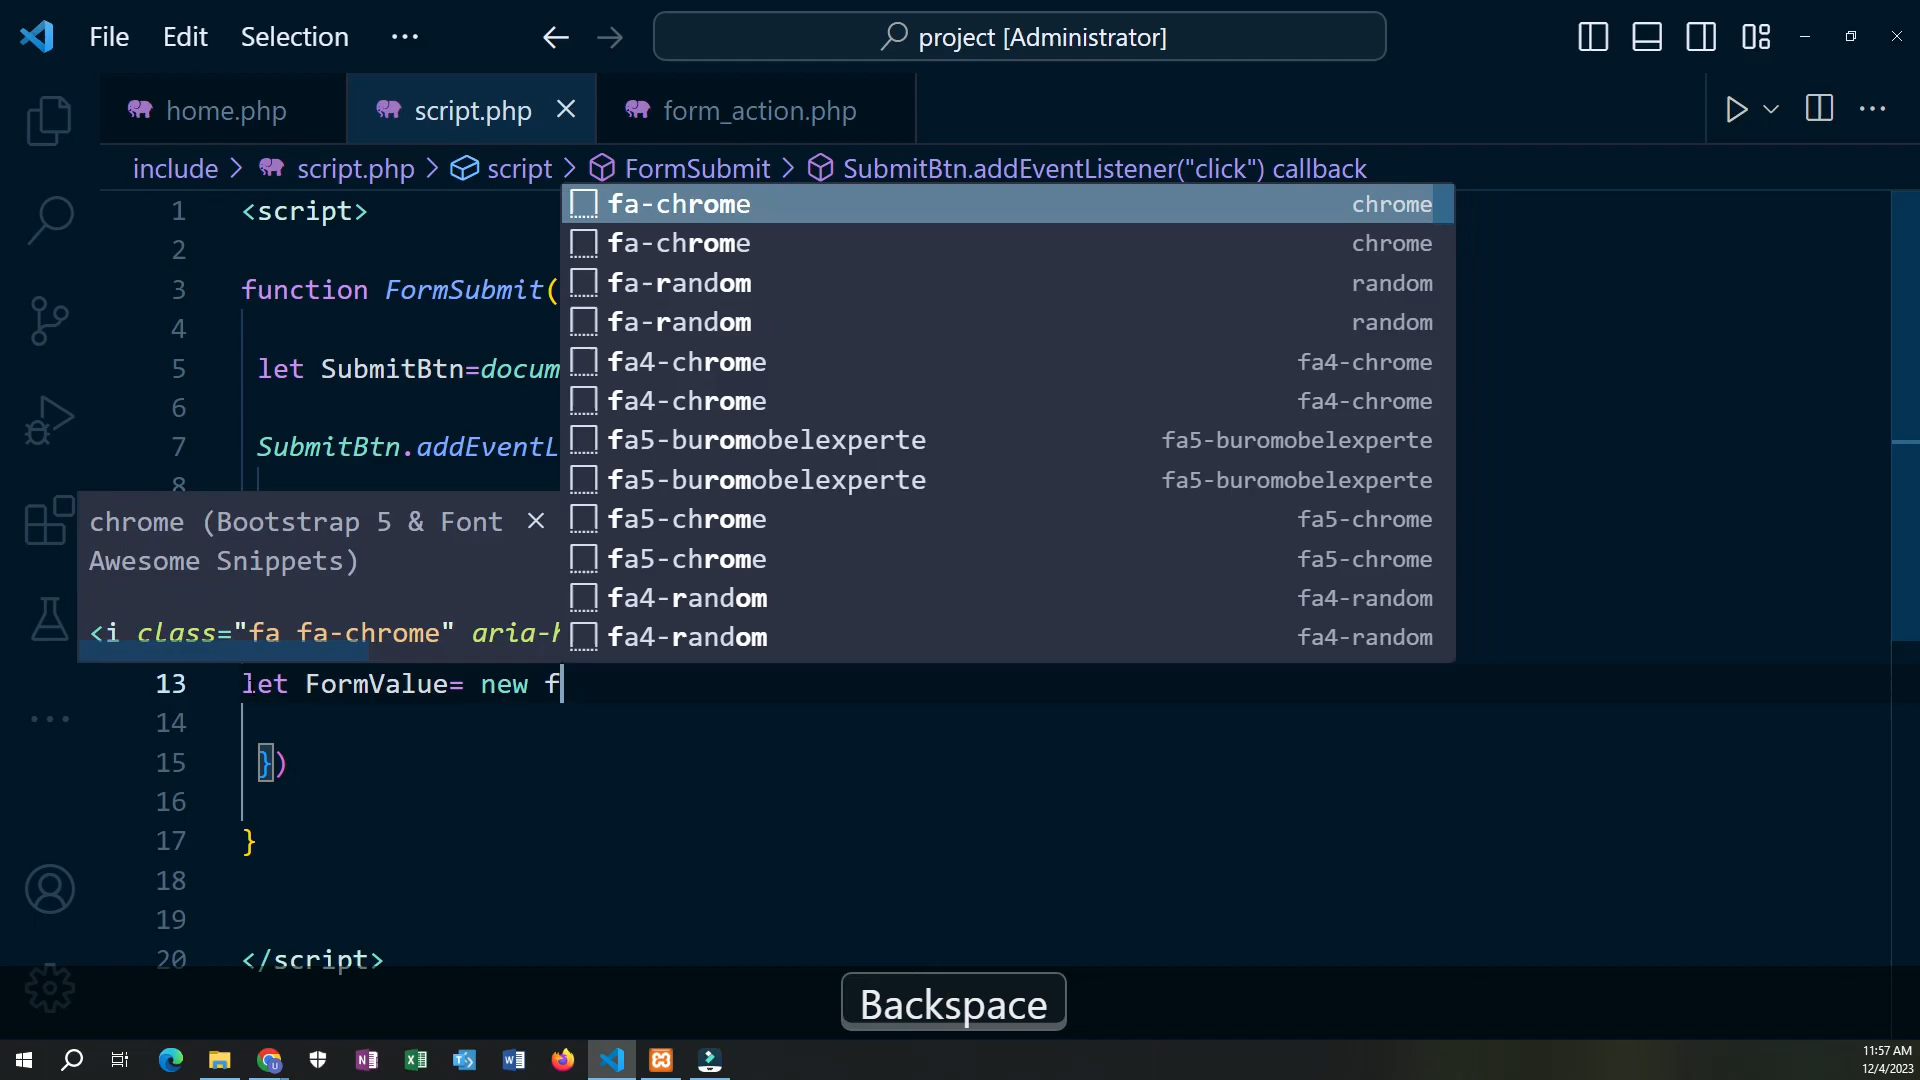 File Edit Selection ...
project [Administrator]
home.php script.php form_action.php
include > script.php > script > FormSubmit > SubmitBtn.addEventListener("click") callback
1 <script>
2
3 function FormSubmit(
4
5 let SubmitBtn=docum
6
7 SubmitBtn.addEventL
8
fa-chrome chrome
fa-chrome chrome
fa-random random
fa-random random
fa4-chrome fa4-chrome
fa4-chrome fa4-chrome
fa5-buromobelexperte fa5-buromobelexperte
fa5-buromobelexperte fa5-buromobelexperte
fa5-chrome fa5-chrome
fa5-chrome fa5-chrome
fa4-random fa4-random
fa4-random fa4-random
chrome (Bootstrap 5 & Font
Awesome Snippets)
<i class="fa fa-chrome" aria-h
13 let FormValue= new f
14
15 })
16
17 }
18
19
20 </script>
Backspace
11:57 AM
12/4/2023